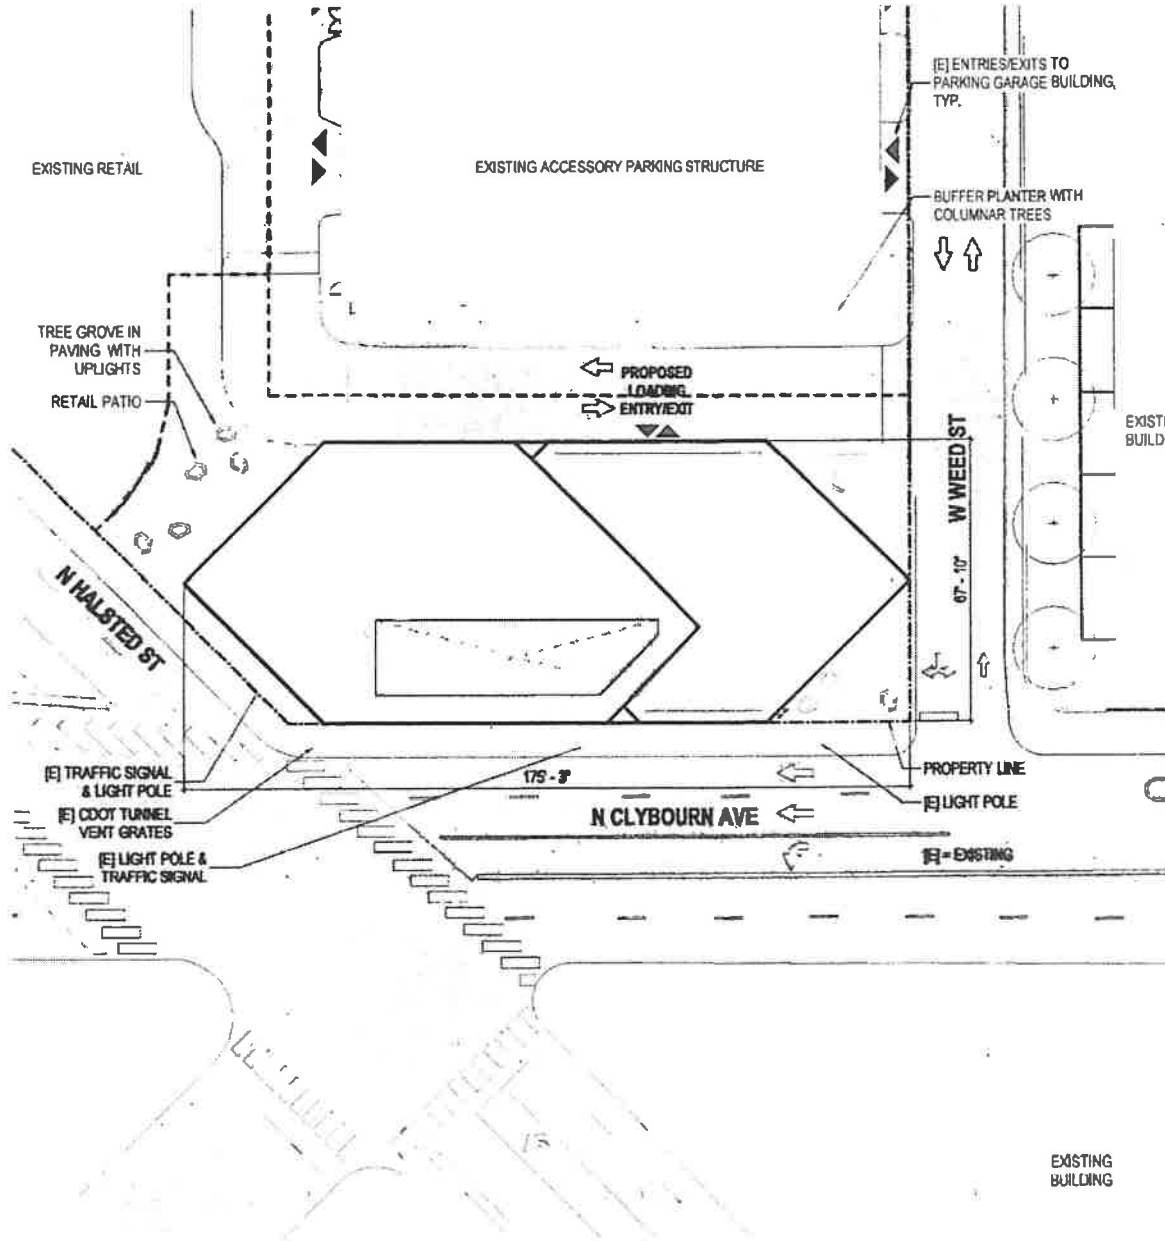 [E] ENTRIES/EXITS TO
PARKING GARAGE BUILDING,
TYP.
EXISTING RETAIL
EXISTING ACCESSORY PARKING STRUCTURE
BUFFER PLANTER WITH
COLUMNAR TREES
TREE GROVE IN
PAVING WITH
UPLIGHTS
RETAIL PATIO
PROPOSED
LOADING
ENTRY/EXIT
EXISTI
BUILD
W WEED ST
67' - 10"
N HALSTED ST
[E] TRAFFIC SIGNAL
& LIGHT POLE
175' - 3"
PROPERTY LINE
[E] CDOT TUNNEL
VENT GRATES
N CLYBOURN AVE
[E] LIGHT POLE
[E] LIGHT POLE &
TRAFFIC SIGNAL
[E] = EXISTING
EXISTING
BUILDING